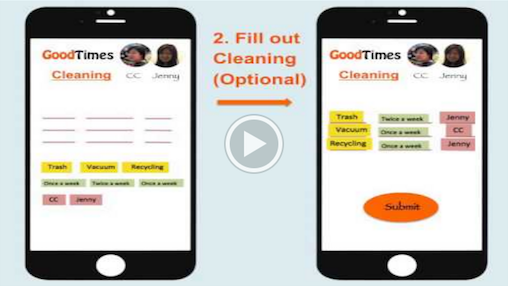 GoodTimes
Cleaning CC Jenny
Trash Vacuum Recycling
Once a week Twice a week Once a week
CC Jenny
2. Fill out
Cleaning
(Optional)
GoodTimes
Cleaning CC Jenny
Trash Twice a week Jenny
Vacuum Once a week CC
Recycling Once a week Jenny
Submit